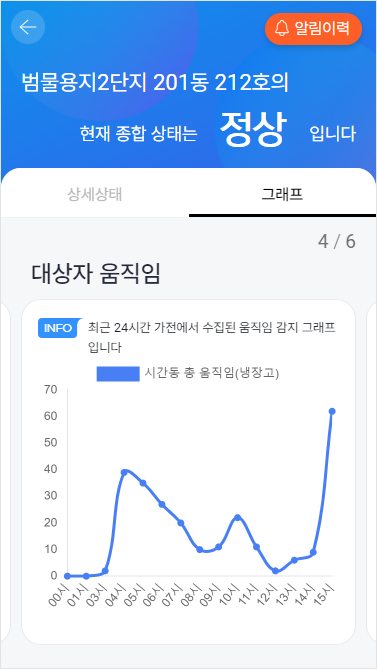 알림이력
범물용지2단지 201동 212호의
현재 종합 상태는 정상 입니다
상세상태 그래프
4 / 6
대상자 움직임
INFO 최근 24시간 가전에서 수집된 움직임 감지 그래프
입니다
시간동 총 움직임(냉장고)
70
60
50
40
30
20
10
0
00시 01시 03시 04시 05시 06시 07시 08시 09시 10시 11시 12시 13시 14시 15시